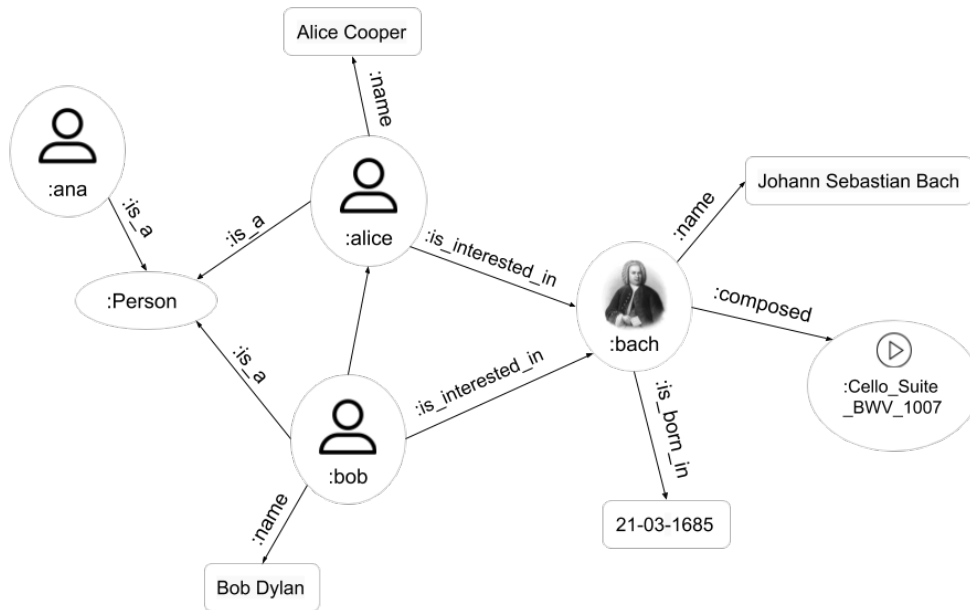 Alice Cooper
:name
:ana
:is_a
:alice
:is_a
:is_interested_in
Johann Sebastian Bach
:name
:Person
:composed
:bach
:Cello_Suite
_BWV_1007
:is_a
:is_interested_in
:is_born_in
:bob
:name
21-03-1685
Bob Dylan